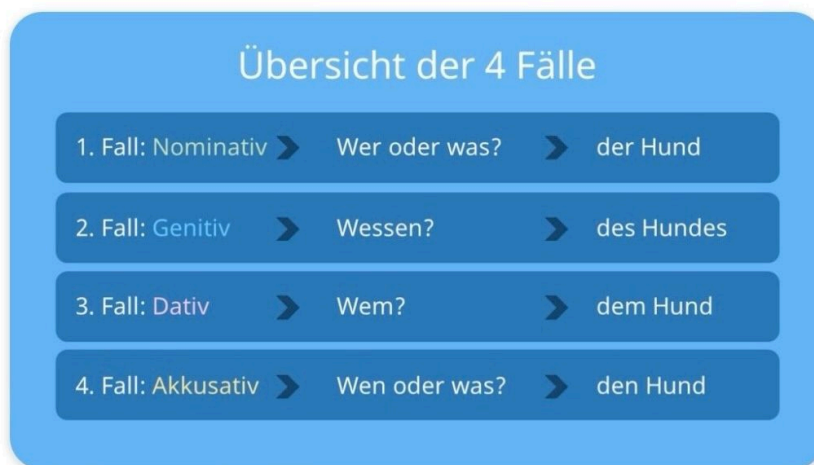 Übersicht der 4 Fälle
1. Fall: Nominativ Wer oder was? der Hund
2. Fall: Genitiv Wessen? des Hundes
3. Fall: Dativ Wem? dem Hund
4. Fall: Akkusativ Wen oder was? den Hund